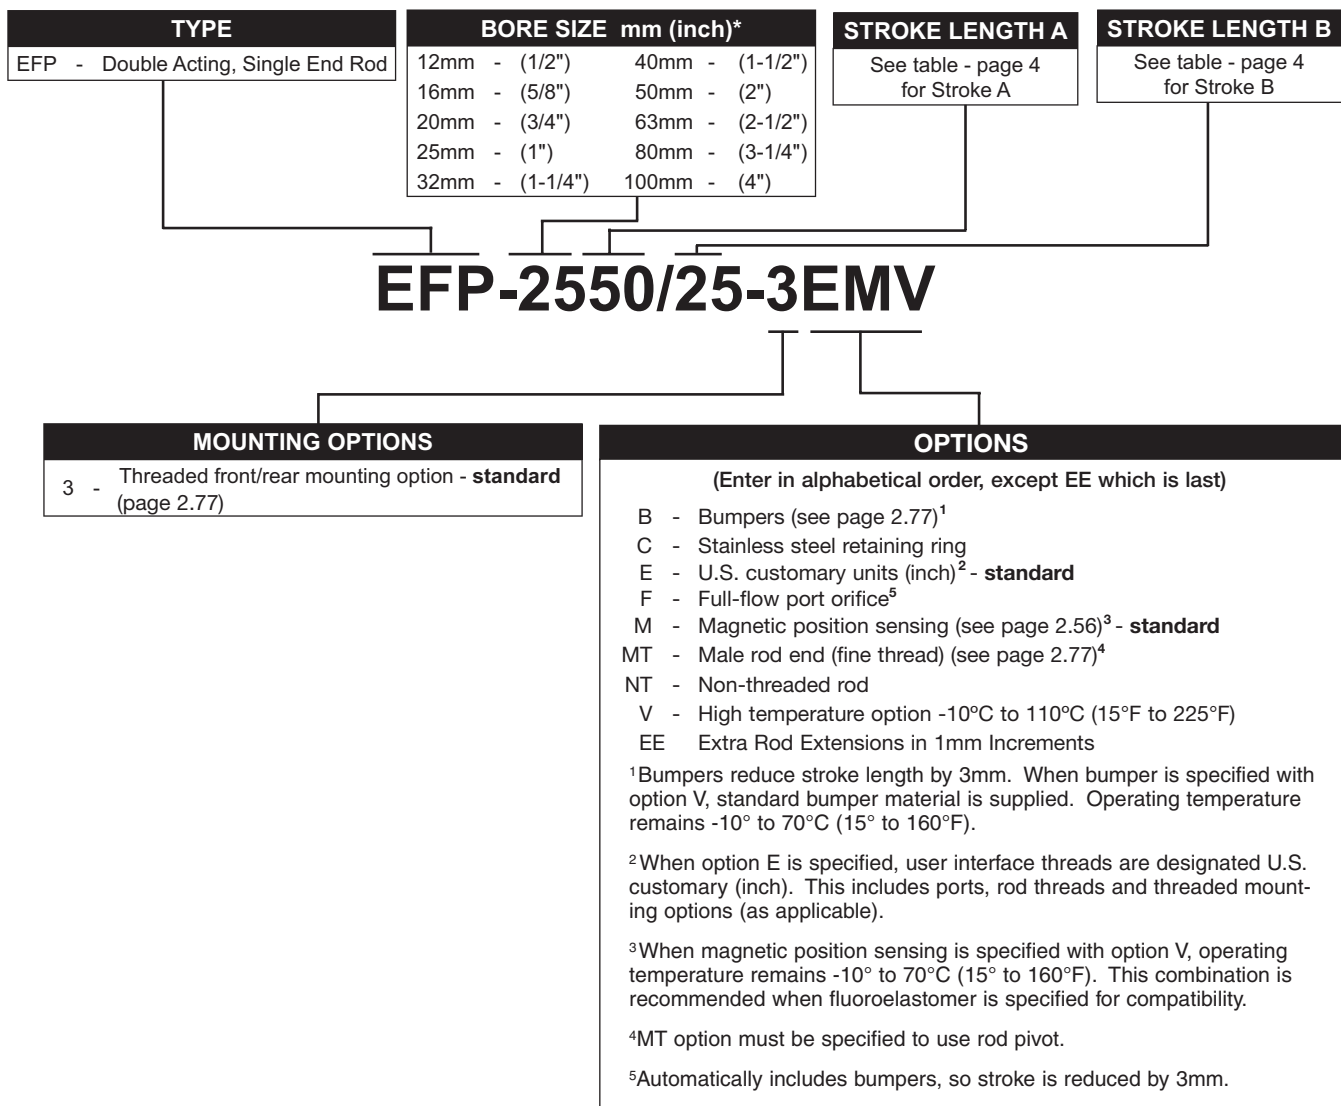 TYPE
EFP - Double Acting, Single End Rod
BORE SIZE mm (inch)*
12mm - (1/2") 40mm - (1-1/2")
16mm - (5/8") 50mm - (2")
20mm - (3/4") 63mm - (2-1/2")
25mm - (1") 80mm - (3-1/4")
32mm - (1-1/4") 100mm - (4")
STROKE LENGTH A
See table - page 4
for Stroke A
STROKE LENGTH B
See table - page 4
for Stroke B
EFP-2550/25-3EMV
MOUNTING OPTIONS
3 - Threaded front/rear mounting option - standard
(page 2.77)
OPTIONS
(Enter in alphabetical order, except EE which is last)
B - Bumpers (see page 2.77)¹
C - Stainless steel retaining ring
E - U.S. customary units (inch)² - standard
F - Full-flow port orifice⁵
M - Magnetic position sensing (see page 2.56)³ - standard
MT - Male rod end (fine thread) (see page 2.77)⁴
NT - Non-threaded rod
V - High temperature option -10ºC to 110ºC (15°F to 225°F)
EE Extra Rod Extensions in 1mm Increments
¹Bumpers reduce stroke length by 3mm. When bumper is specified with
option V, standard bumper material is supplied. Operating temperature
remains -10° to 70°C (15° to 160°F).
²When option E is specified, user interface threads are designated U.S.
customary (inch). This includes ports, rod threads and threaded mount-
ing options (as applicable).
³When magnetic position sensing is specified with option V, operating
temperature remains -10° to 70°C (15° to 160°F). This combination is
recommended when fluoroelastomer is specified for compatibility.
⁴MT option must be specified to use rod pivot.
⁵Automatically includes bumpers, so stroke is reduced by 3mm.